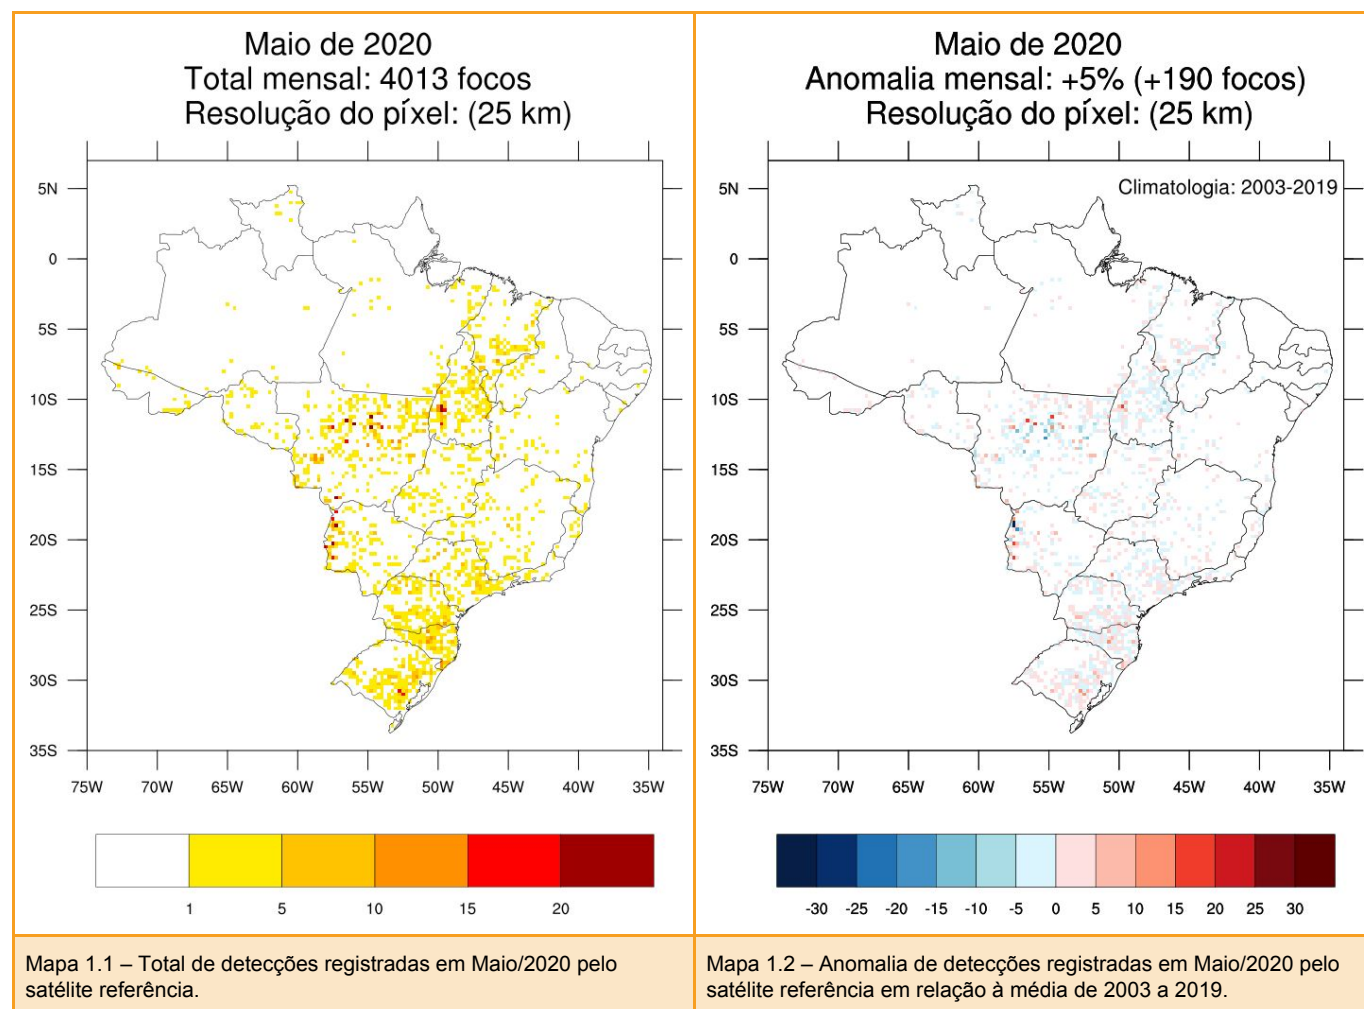 Maio de 2020
Total mensal: 4013 focos
Resolução do píxel: (25 km)
5N
0
5S
10S
15S
20S
25S
30S
35S
75W 70W 65W 60W 55W 50W 45W 40W 35W
1 5 10 15 20
Mapa 1.1 – Total de detecções registradas em Maio/2020 pelo
satélite referência.
Maio de 2020
Anomalia mensal: +5% (+190 focos)
Resolução do píxel: (25 km)
Climatologia: 2003-2019
5N
0
5S
10S
15S
20S
25S
30S
35S
75W 70W 65W 60W 55W 50W 45W 40W 35W
-30 -25 -20 -15 -10 -5 0 5 10 15 20 25 30
Mapa 1.2 – Anomalia de detecções registradas em Maio/2020 pelo
satélite referência em relação à média de 2003 a 2019.